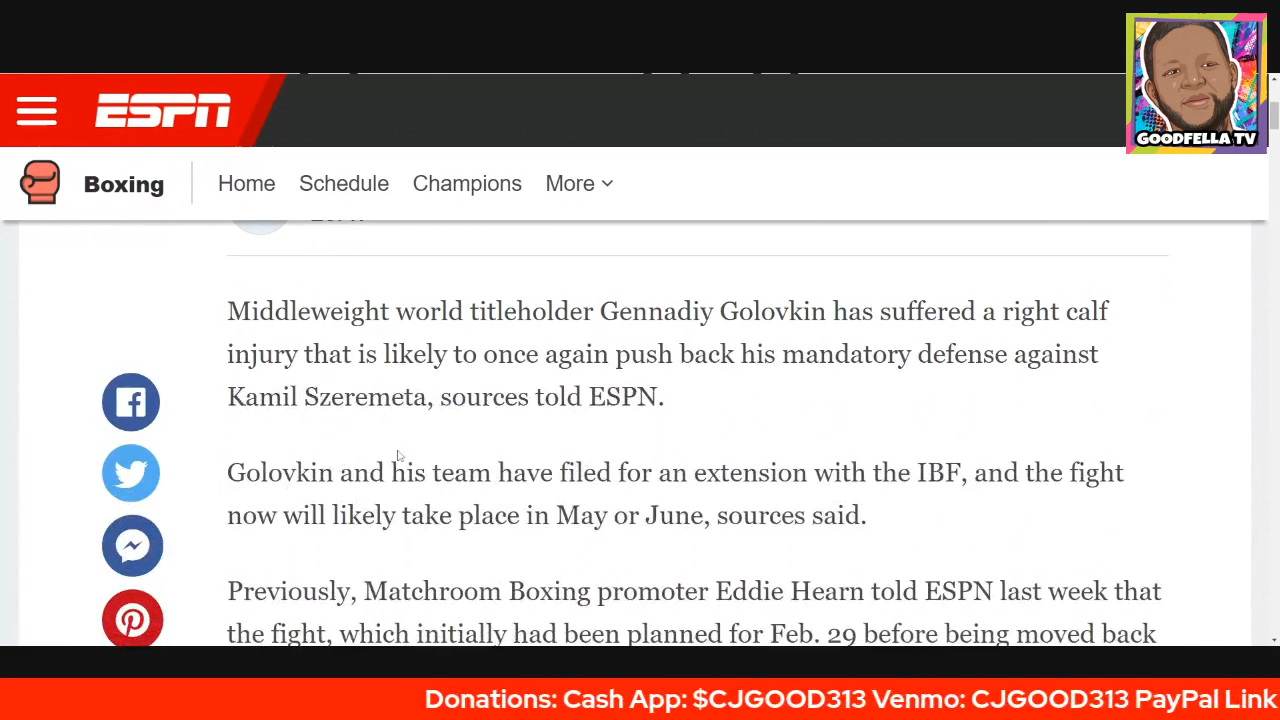 GOODFELLA TV
ESPN
Boxing
Home Schedule Champions More
Middleweight world titleholder Gennadiy Golovkin has suffered a right calf
injury that is likely to once again push back his mandatory defense against
Kamil Szeremeta, sources told ESPN.
Golovkin and his team have filed for an extension with the IBF, and the fight
now will likely take place in May or June, sources said.
Previously, Matchroom Boxing promoter Eddie Hearn told ESPN last week that
the fight, which initially had been planned for Feb. 29 before being moved back
Donations: Cash App: $CJGOOD313 Venmo: CJGOOD313 PayPal Link